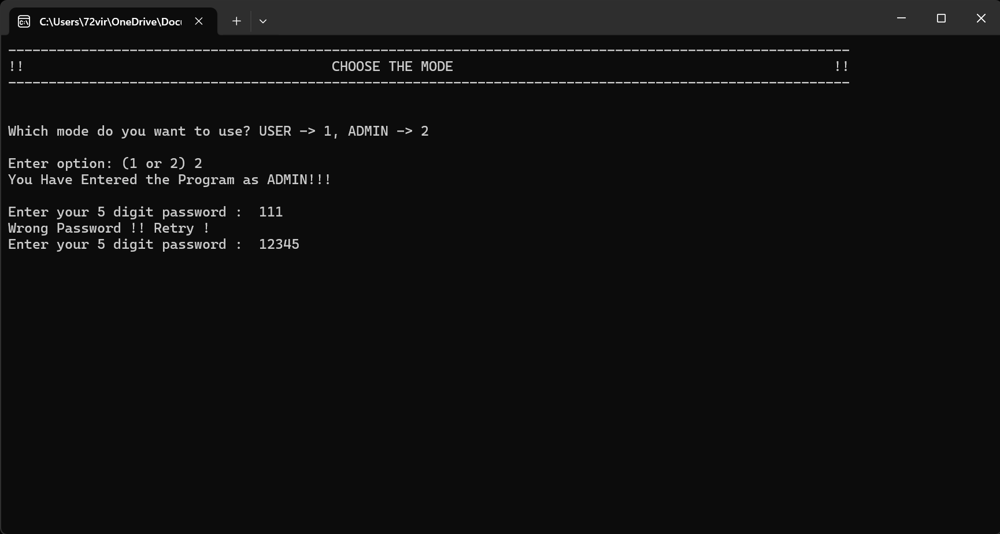 C:\Users\72vir\OneDrive\Docu
--------------------------------------------------------------------------------------------------------
!! CHOOSE THE MODE !!
--------------------------------------------------------------------------------------------------------
Which mode do you want to use? USER -> 1, ADMIN -> 2
Enter option: (1 or 2) 2
You Have Entered the Program as ADMIN!!!
Enter your 5 digit password :  111
Wrong Password !! Retry !
Enter your 5 digit password :  12345